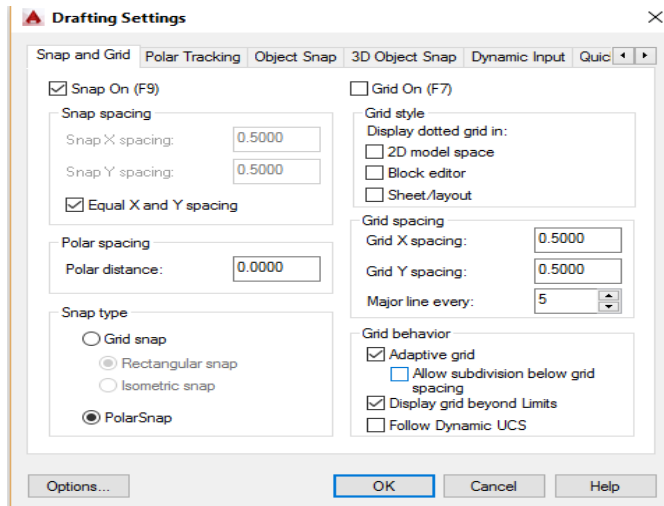 Drafting Settings
Snap and Grid Polar Tracking Object Snap 3D Object Snap Dynamic Input Quic
Snap On (F9)
Snap spacing
Snap X spacing: 0.5000
Snap Y spacing: 0.5000
Equal X and Y spacing
Polar spacing
Polar distance: 0.0000
Snap type
Grid snap
Rectangular snap
Isometric snap
PolarSnap
Grid On (F7)
Grid style
Display dotted grid in:
2D model space
Block editor
Sheet/layout
Grid spacing
Grid X spacing: 0.5000
Grid Y spacing: 0.5000
Major line every: 5
Grid behavior
Adaptive grid
Allow subdivision below grid
spacing
Display grid beyond Limits
Follow Dynamic UCS
Options... OK Cancel Help